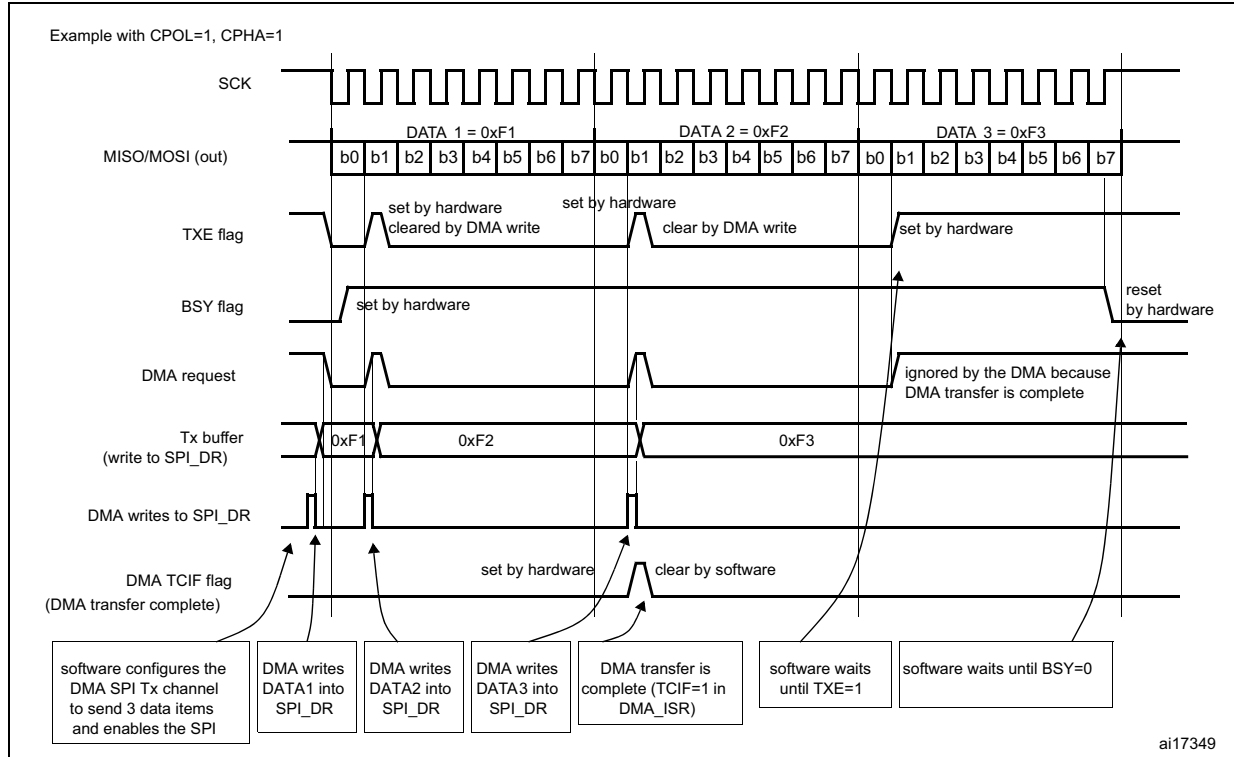 Example with CPOL=1, CPHA=1
SCK
DATA 1 = 0xF1
DATA 2 = 0xF2
DATA 3 = 0xF3
MISO/MOSI (out)
b0 b1 b2 b3 b4 b5 b6 b7 b0 b1 b2 b3 b4 b5 b6 b7 b0 b1 b2 b3 b4 b5 b6 b7
TXE flag
set by hardware
cleared by DMA write
set by hardware
clear by DMA write
set by hardware
BSY flag
set by hardware
reset
by hardware
DMA request
ignored by the DMA because
DMA transfer is complete
Tx buffer
(write to SPI_DR)
0xF1
0xF2
0xF3
DMA writes to SPI_DR
DMA TCIF flag
(DMA transfer complete)
set by hardware
clear by software
software configures the
DMA SPI Tx channel
to send 3 data items
and enables the SPI
DMA writes
DATA1 into
SPI_DR
DMA writes
DATA2 into
SPI_DR
DMA writes
DATA3 into
SPI_DR
DMA transfer is
complete (TCIF=1 in
DMA_ISR)
software waits
until TXE=1
software waits until BSY=0
ai17349